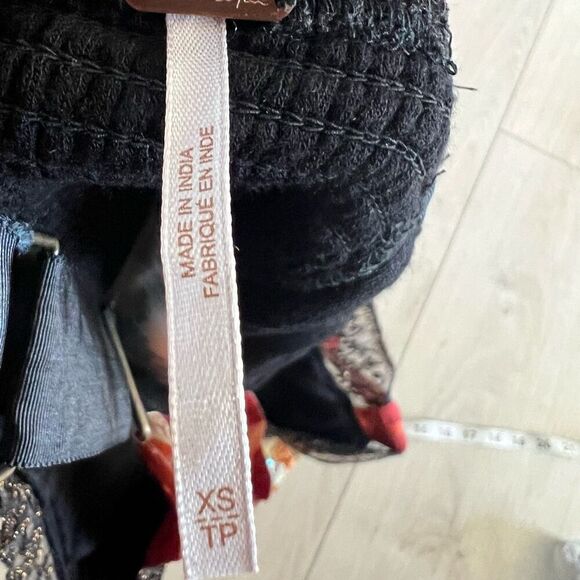 MADE IN INDIA
FABRIQUÉ EN INDE
XS
TP